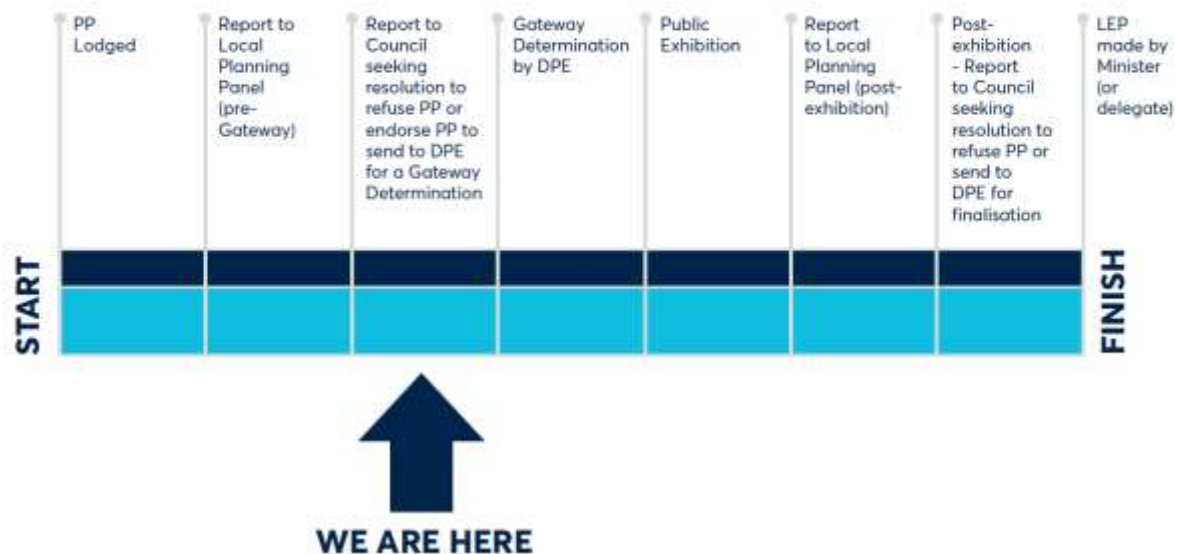 PP
Lodged
Report to
Local
Planning
Panel
(pre-
Gateway)
Report to
Council
seeking
resolution to
refuse PP or
endorse PP to
send to DPE
for a Gateway
Determination
Gateway
Determination
by DPE
Public
Exhibition
Report
to Local
Planning
Panel (post-
exhibition)
Post-
exhibition
- Report
to Council
seeking
resolution to
refuse PP or
send to
DPE for
finalisation
LEP
made by
Minister
(or
delegate)
START
FINISH
WE ARE HERE